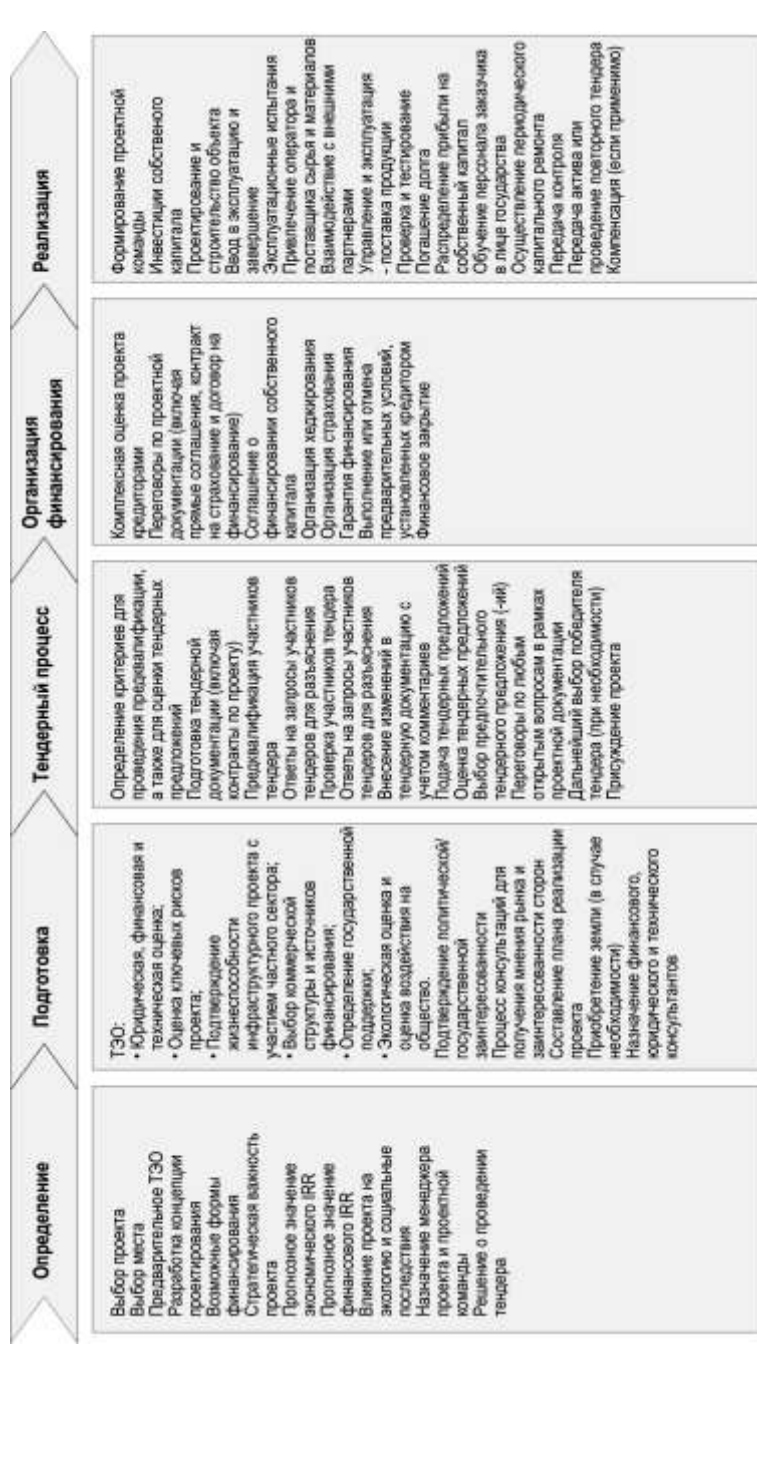 Определение
Выбор проекта
Выбор места
Предварительное ТЭО
Разработка концепции
проектирования
Возможные формы
финансирования
Стратегическая важность
проекта
Прогнозное значение
экономического IRR
Прогнозное значение
финансового IRR
Влияние проекта на
экологию и социальные
последствия
Назначение менеджера
проекта и проектной
команды
Решение о проведении
тендера
Подготовка
ТЭО:
• Юридическая, финансовая и
техническая оценка;
• Оценка ключевых рисков
проекта;
• Подтверждение
жизнеспособности
инфраструктурного проекта с
участием частного сектора;
• Выбор коммерческой
структуры и источников
финансирования;
• Определение государственной
поддержки;
• Экологическая оценка и
оценка воздействия на
общество.
Подтверждение политической/
государственной
заинтересованности
Процесс консультаций для
получения мнения рынка и
заинтересованности сторон
Составление плана реализации
проекта
Приобретение земли (в случае
необходимости)
Назначение финансового,
юридического и технического
консультантов
Тендерный процесс
Определение критериев для
проведения предквалификации,
а также для оценки тендерных
предложений
Подготовка тендерной
документации (включая
контракты по проекту)
Предквалификация участников
тендера
Ответы на запросы участников
тендеров для разъяснения
Проверка участников тендера
Ответы на запросы участников
тендеров для разъяснения
Внесение изменений в
тендерную документацию с
учетом комментариев
Подача тендерных предложений
Оценка тендерных предложений
Выбор предпочтительного
тендерного предложения (-ий)
Переговоры по любым
открытым вопросам в рамках
проектной документации
Дальнейший выбор победителя
тендера (при необходимости)
Присуждение проекта
Организация
финансирования
Комплексная оценка проекта
кредиторами
Переговоры по проектной
документации (включая
прямые соглашения, контракт
на страхование и договор на
финансирование)
Соглашение о
финансировании собственного
капитала
Организация хеджирования
Организация страхования
Гарантия финансирования
Выполнение или отмена
предварительных условий,
установленных кредитором
Финансовое закрытие
Реализация
Формирование проектной
команды
Инвестиции собственого
капитала
Проектирование и
строительство объекта
Ввод в эксплуатацию и
завершение
Эксплуатационные испытания
Привлечение оператора и
поставщика сырья и материалов
Взаимодействие с внешними
партнерами
Управление и эксплуатация
- поставка продукции
Проверка и тестирование
Погашение долга
Распределение прибыли на
собственный капитал
Обучение персонала заказчика
в лице государства
Осуществление периодического
капитального ремонта
Передача контроля
Передача актива или
проведение повторного тендера
Компенсация (если применимо)